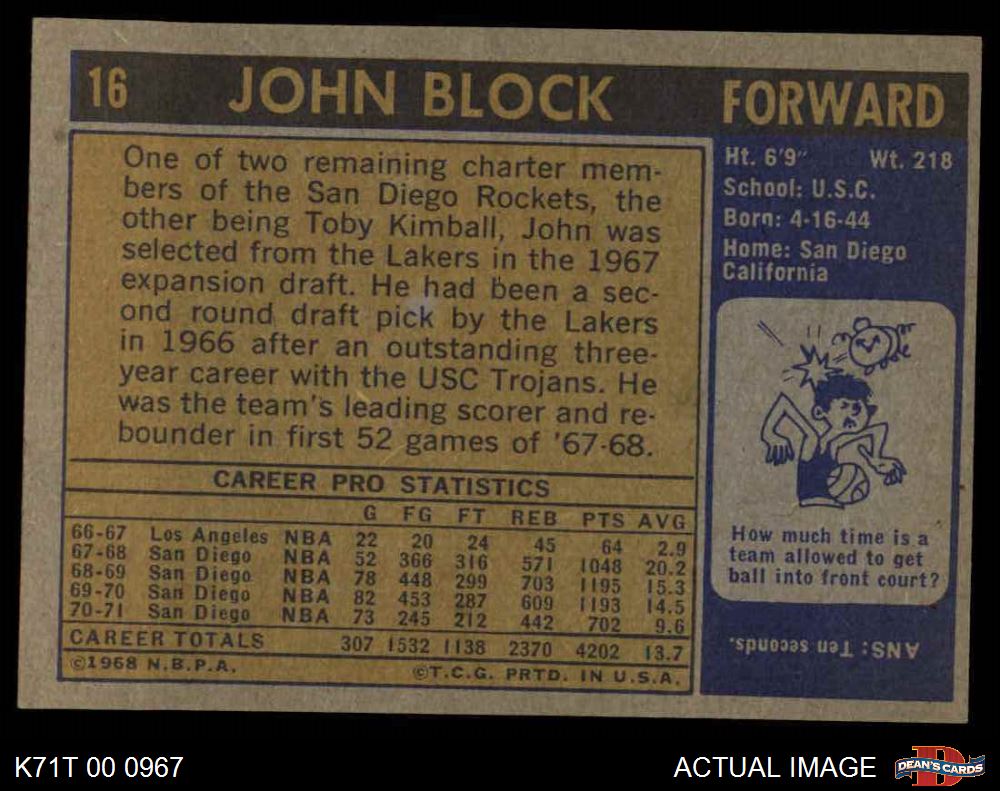 16 JOHN BLOCK FORWARD
One of two remaining charter mem-
bers of the San Diego Rockets, the
other being Toby Kimball, John was
selected from the Lakers in the 1967
expansion draft. He had been a sec-
ond round draft pick by the Lakers
in 1966 after an outstanding three-
year career with the USC Trojans. He
was the team's leading scorer and re-
bounder in first 52 games of '67-68.
Ht. 6'9" Wt. 218
School: U.S.C.
Born: 4-16-44
Home: San Diego
California
How much time is a
team allowed to get
ball into front court?
ANS: Ten seconds.
CAREER PRO STATISTICS
G FG FT REB PTS AVG
66-67 Los Angeles NBA 22 20 24 45 64 2.9
67-68 San Diego NBA 52 366 316 571 1048 20.2
68-69 San Diego NBA 78 448 299 703 1195 15.3
69-70 San Diego NBA 82 453 287 609 1193 14.5
70-71 San Diego NBA 73 245 212 442 702 9.6
CAREER TOTALS 307 1532 1138 2370 4202 13.7
©1968 N.B.P.A. ©T.C.G. PRTD. IN U.S.A.
K71T 00 0967 ACTUAL IMAGE DEAN'S CARDS